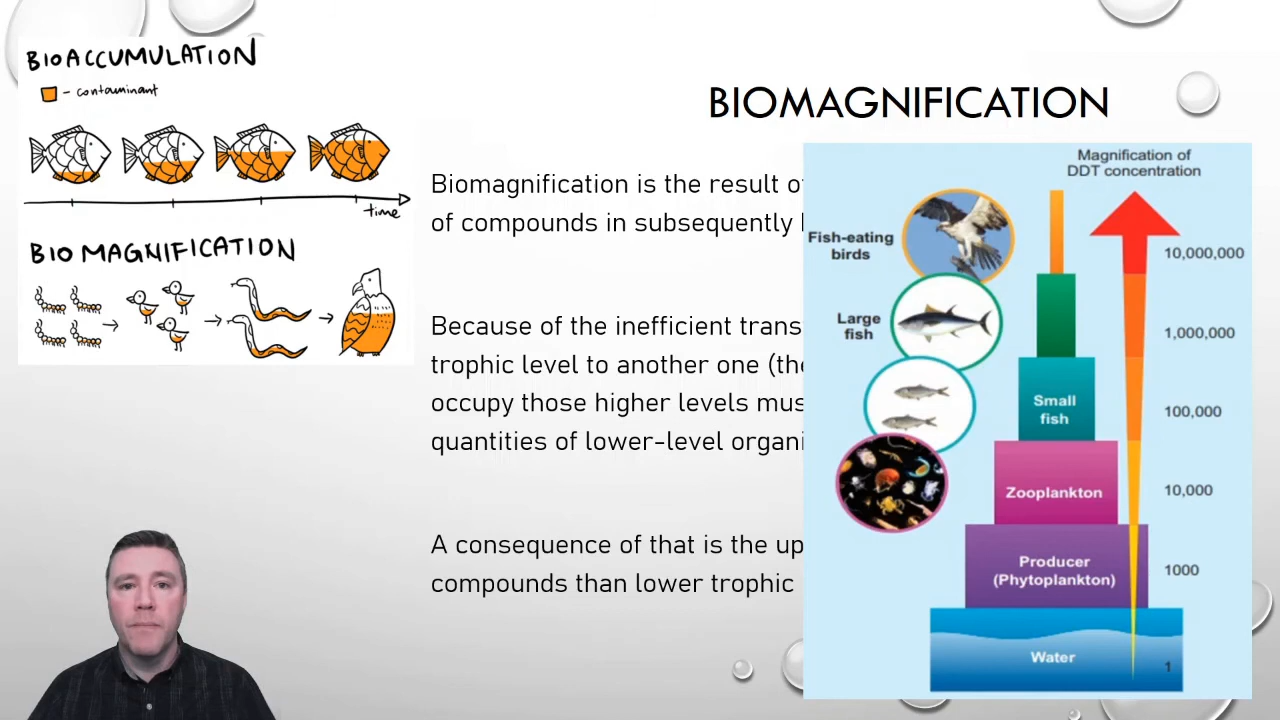 BIOACCUMULATION
- contaminant
time
BIOMAGNIFICATION
BIOMAGNIFICATION
Biomagnification is the result of
of compounds in subsequently
Because of the inefficient trans
trophic level to another one (the
occupy those higher levels mus
quantities of lower-level organi
A consequence of that is the up
compounds than lower trophic
Magnification of
DDT concentration
Fish-eating
birds
10,000,000
Large
fish
1,000,000
Small
fish
100,000
Zooplankton
10,000
Producer
(Phytoplankton)
1000
Water
1